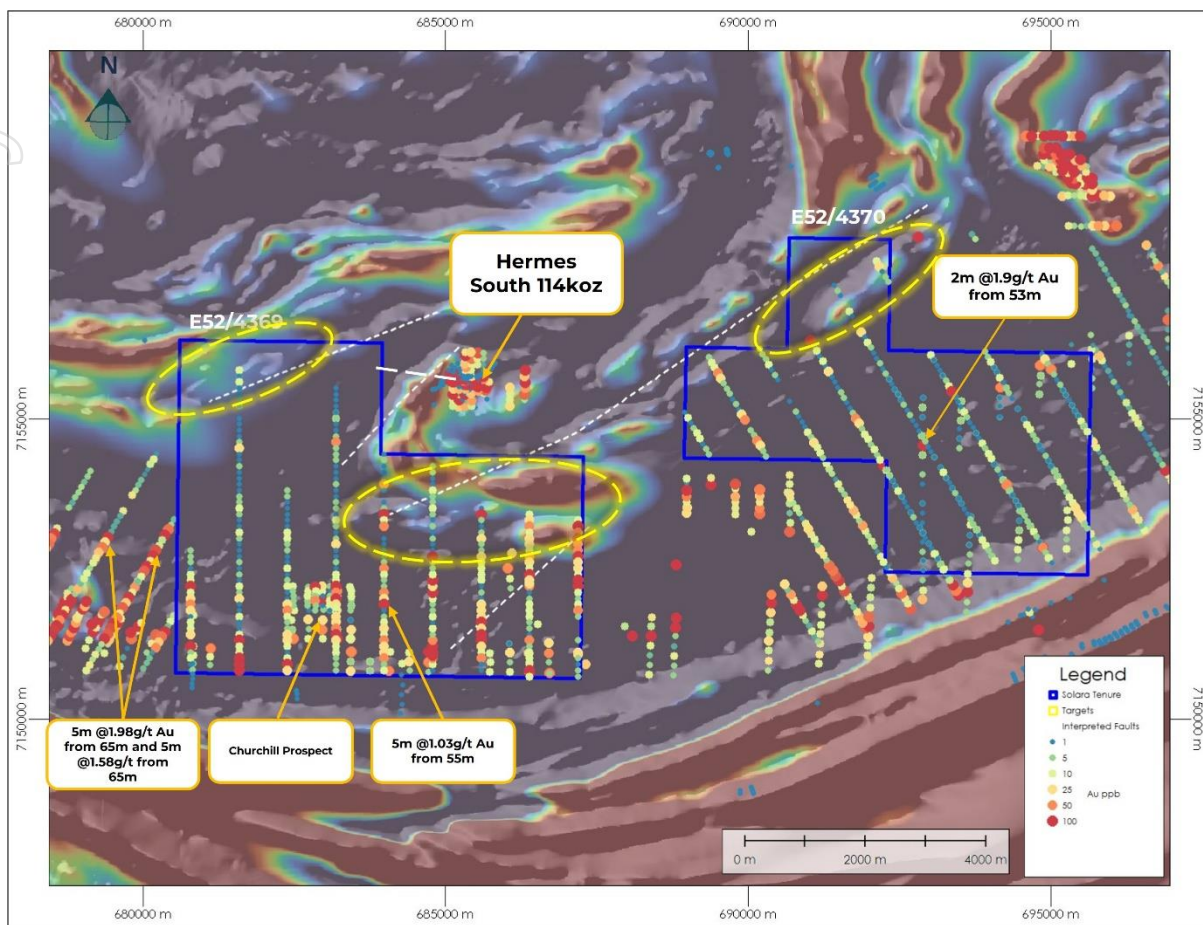 680000 m
685000 m
690000 m
695000 m
N
E52/4370
Hermes
South 114koz
2m @1.9g/t Au
from 53m
E52/4369
7155000 m
7155000 m
Legend
Solara Tenure
Targets
Interpreted Faults
1
5
10
25
50
100
Au ppb
7150000 m
5m @1.98g/t Au
from 65m and 5m
@1.58g/t from
65m
Churchill Prospect
5m @1.03g/t Au
from 55m
0 m
2000 m
4000 m
680000 m
685000 m
690000 m
695000 m